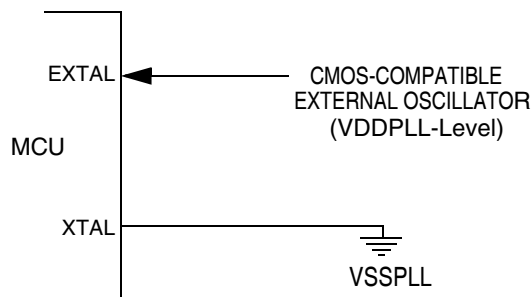 EXTAL
CMOS-COMPATIBLE
EXTERNAL OSCILLATOR
(VDDPLL-Level)
MCU
XTAL
VSSPLL